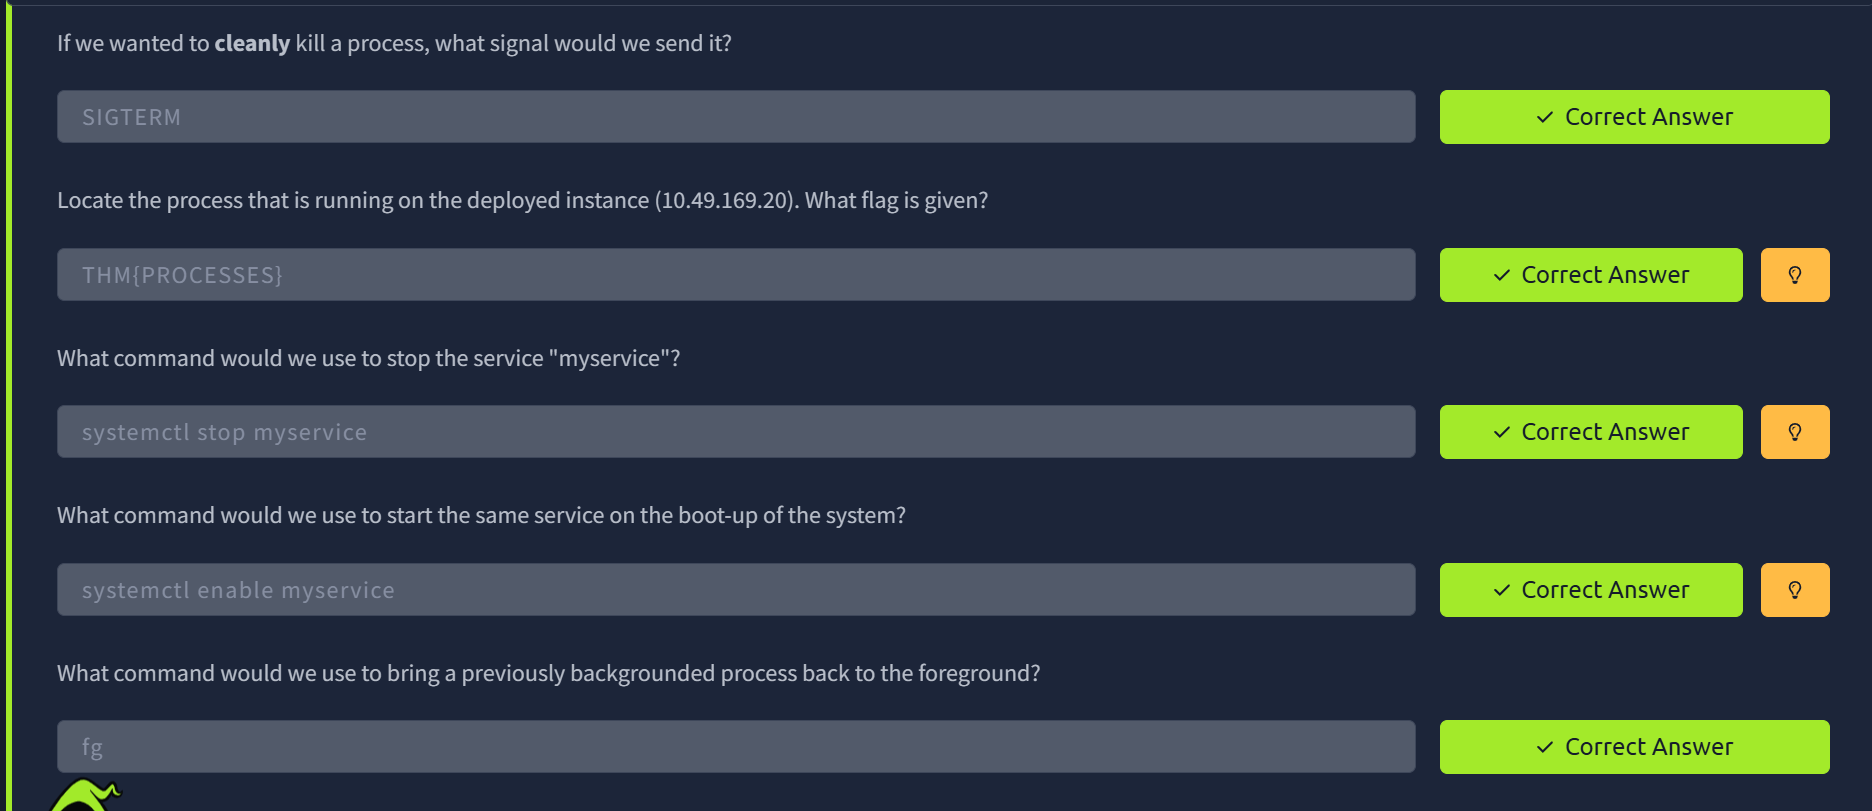 If we wanted to cleanly kill a process, what signal would we send it?
SIGTERM
Correct Answer
Locate the process that is running on the deployed instance (10.49.169.20). What flag is given?
THM{PROCESSES}
Correct Answer
What command would we use to stop the service "myservice"?
systemctl stop myservice
Correct Answer
What command would we use to start the same service on the boot-up of the system?
systemctl enable myservice
Correct Answer
What command would we use to bring a previously backgrounded process back to the foreground?
fg
Correct Answer